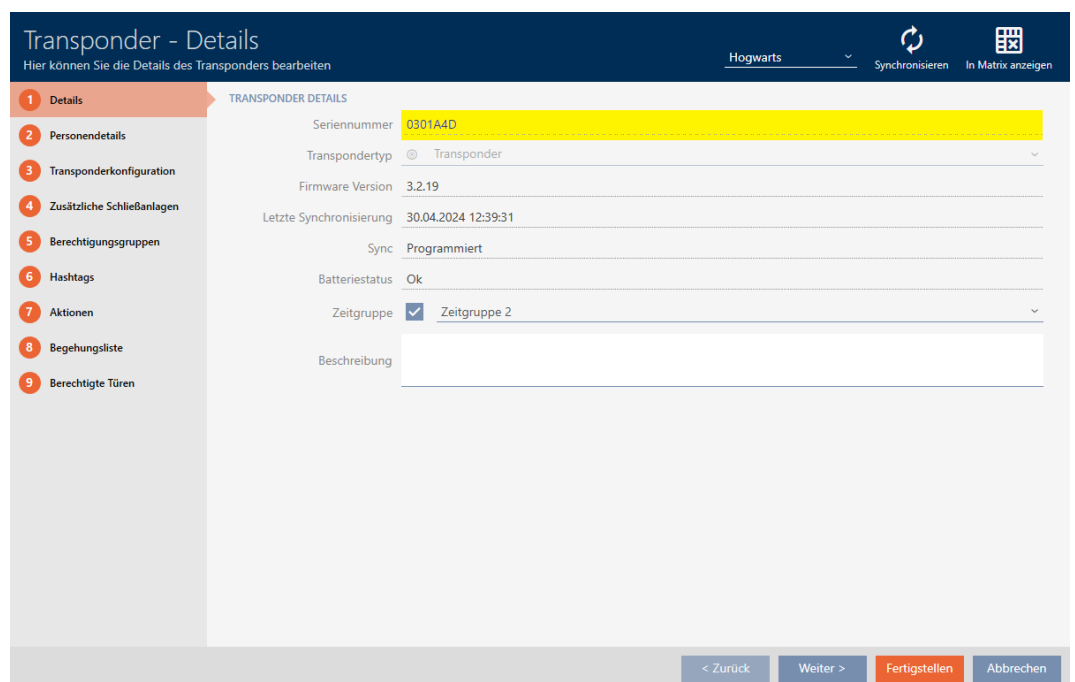 Transponder - Details
Hier können Sie die Details des Transponders bearbeiten
Hogwarts
Synchronisieren
In Matrix anzeigen
1 Details
2 Personendetails
3 Transponderkonfiguration
4 Zusätzliche Schließanlagen
5 Berechtigungsgruppen
6 Hashtags
7 Aktionen
8 Begehungsliste
9 Berechtigte Türen
TRANSPONDER DETAILS
Seriennummer 0301A4D
Transpondertyp Transponder
Firmware Version 3.2.19
Letzte Synchronisierung 30.04.2024 12:39:31
Sync Programmiert
Batteriestatus Ok
Zeitgruppe Zeitgruppe 2
Beschreibung
< Zurück Weiter > Fertigstellen Abbrechen